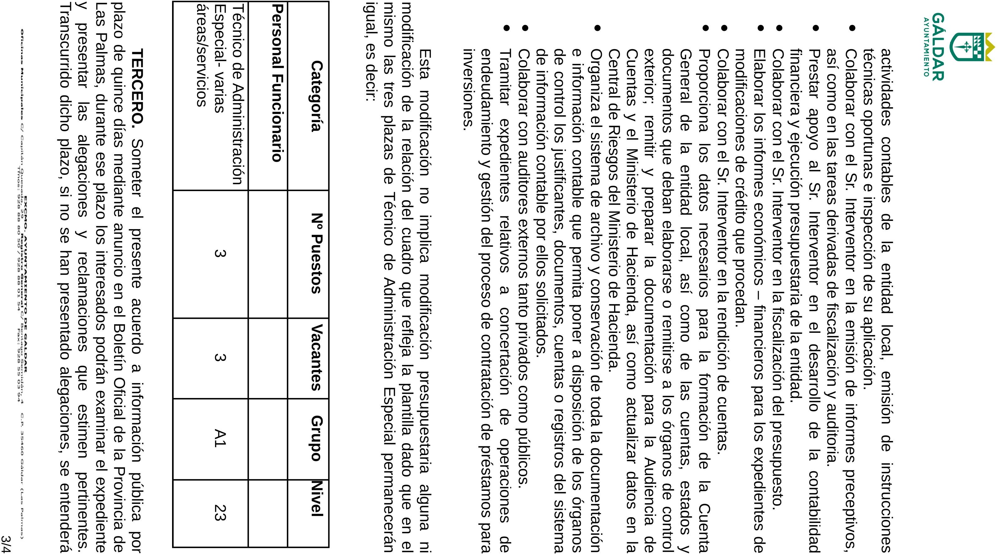 GÁLDAR
AYUNTAMIENTO
actividades contables de la entidad local, emisión de instrucciones
técnicas oportunas e inspección de su aplicación.
• Colaborar con el Sr. Interventor en la emisión de informes preceptivos,
así como en las tareas derivadas de fiscalización y auditoria.
• Prestar apoyo al Sr. Interventor en el desarrollo de la contabilidad
financiera y ejecución presupuestaria de la entidad.
• Colaborar con el Sr. Interventor en la fiscalización del presupuesto.
• Elaborar los informes económicos – financieros para los expedientes de
modificaciones de crédito que procedan.
• Colaborar con el Sr. Interventor en la rendición de cuentas.
• Proporciona los datos necesarios para la formación de la Cuenta
General de la entidad local, así como de las cuentas, estados y
documentos que deban elaborarse o remitirse a los órganos de control
exterior; remitir y preparar la documentación para la Audiencia de
Cuentas y el Ministerio de Hacienda, así como actualizar datos en la
Central de Riesgos del Ministerio de Hacienda.
• Organiza el sistema de archivo y conservación de toda la documentación
e información contable que permita poner a disposición de los órganos
de control los justificantes, documentos, cuentas o registros del sistema
de información contable por ellos solicitados.
• Colaborar con auditores externos tanto privados como públicos.
• Tramitar expedientes relativos a concertación de operaciones de
endeudamiento y gestión del proceso de contratación de préstamos para
inversiones.
Esta modificación no implica modificación presupuestaria alguna ni
modificación de la relación del cuadro que refleja la plantilla dado que en el
mismo las tres plazas de Técnico de Administración Especial permanecerán
igual, es decir:
Categoría Nº Puestos Vacantes Grupo Nivel
Personal Funcionario
Técnico de Administración
Especial- varias 3 3 A1 23
áreas/servicios
TERCERO. Someter el presente acuerdo a información pública por
plazo de quince días mediante anuncio en el Boletín Oficial de la Provincia de
Las Palmas, durante ese plazo los interesados podrán examinar el expediente
y presentar las alegaciones y reclamaciones que estimen pertinentes.
Transcurrido dicho plazo, si no se han presentado alegaciones, se entenderá
EXCMO. AYUNTAMIENTO DE GALDAR
Oficinas Municipales C/ Capitán Quesada, 29 Registro General C/ Bentago Semidán, 4 C.P. 35460 Gáldar (Las Palmas)
Tfnos: 928 88 80 50 / 928 88 01 54 Fax: 928 55 03 94
3/4